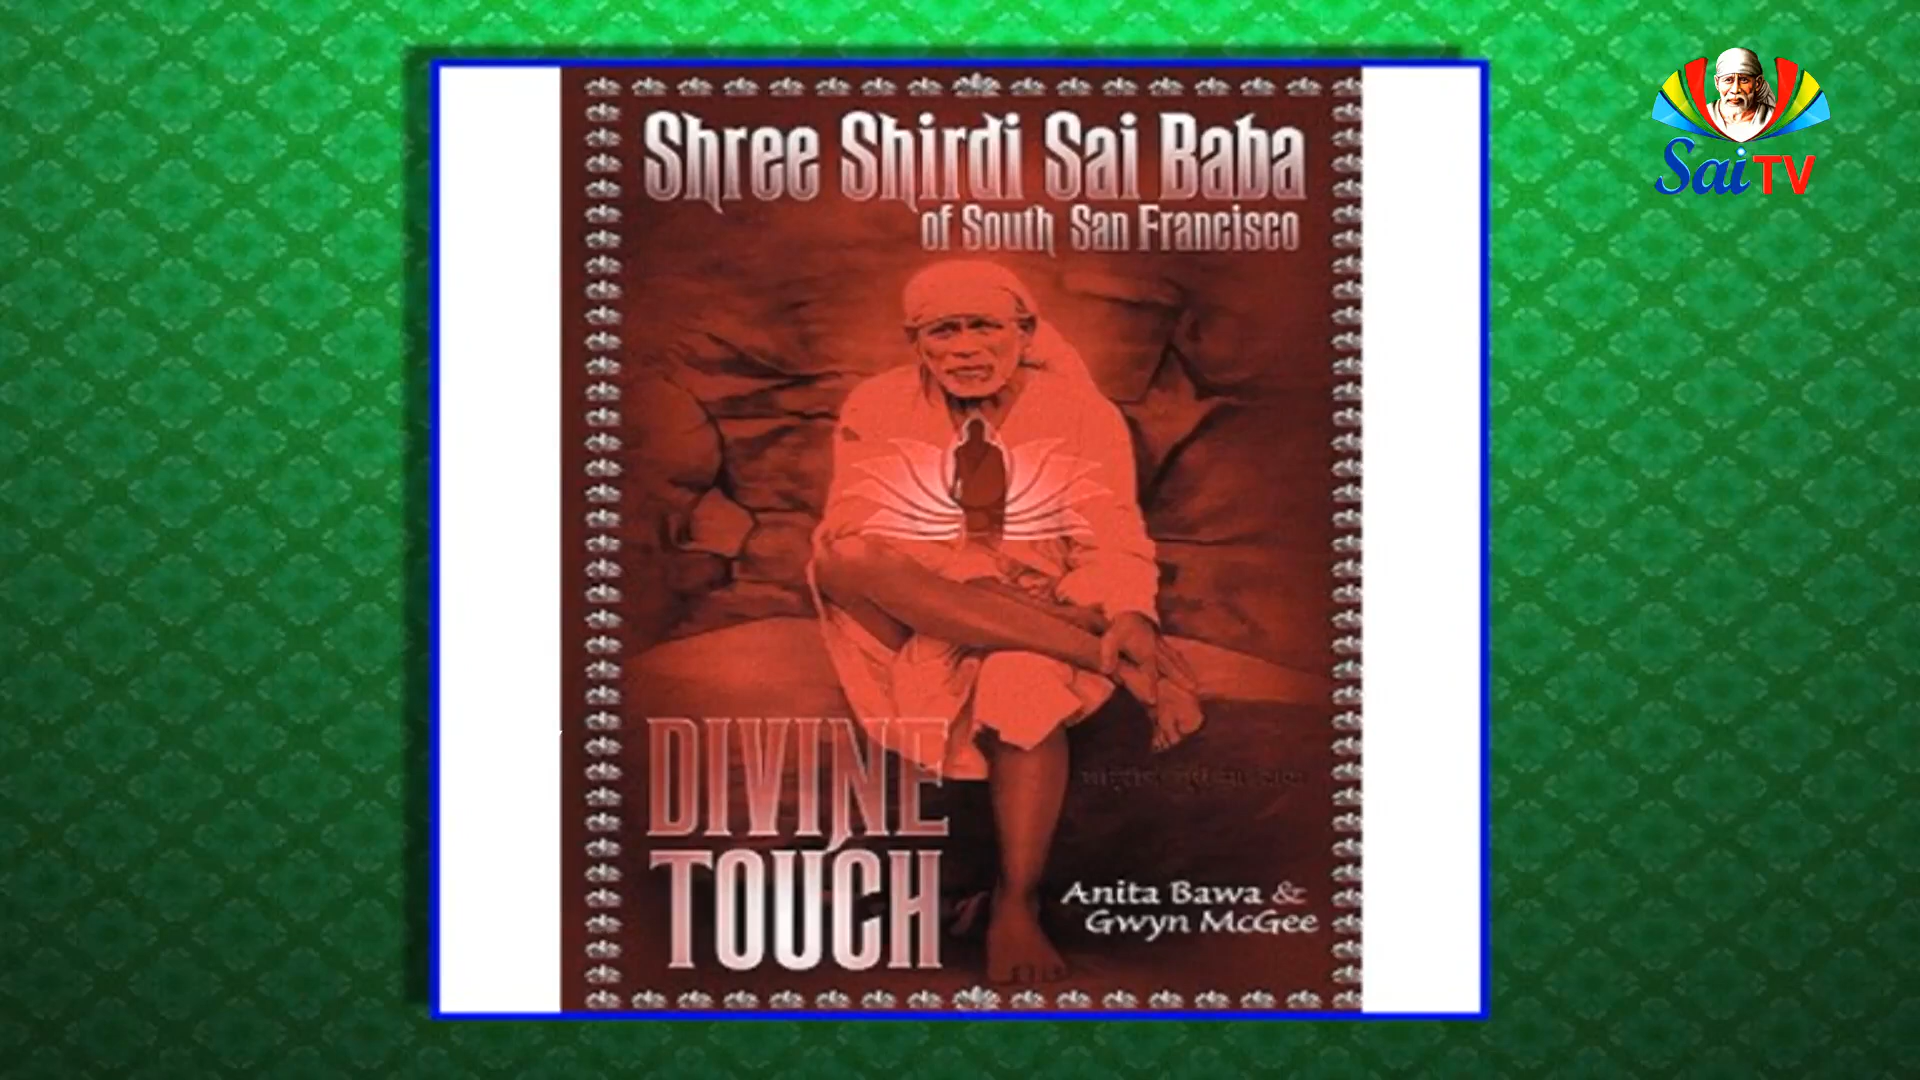 Shree Shirdi Sai Baba
of South San Francisco
DIVINE
TOUCH
Anita Bawa &
Gwyn McGee
Sai TV